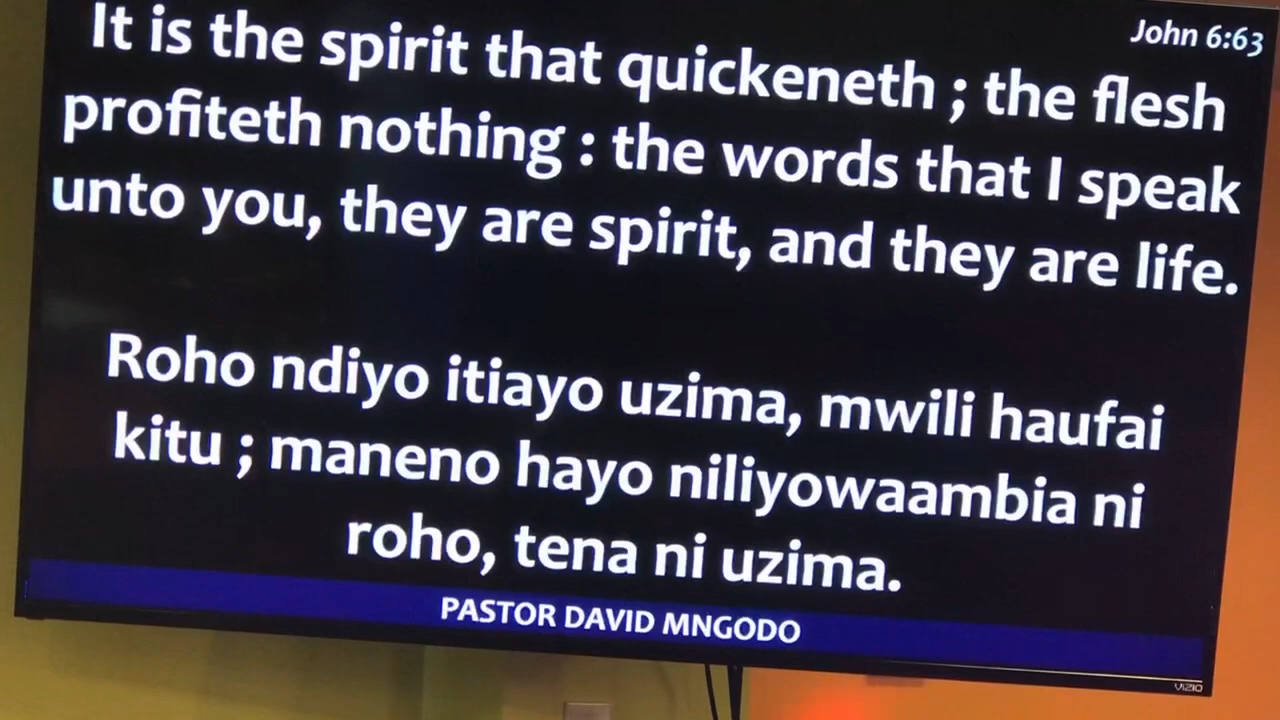 John 6:63
It is the spirit that quickeneth ; the flesh
profiteth nothing : the words that I speak
unto you, they are spirit, and they are life.
Roho ndiyo itiayo uzima, mwili haufai
kitu ; maneno hayo niliyowaambia ni
roho, tena ni uzima.
PASTOR DAVID MNGODO
VIZIO